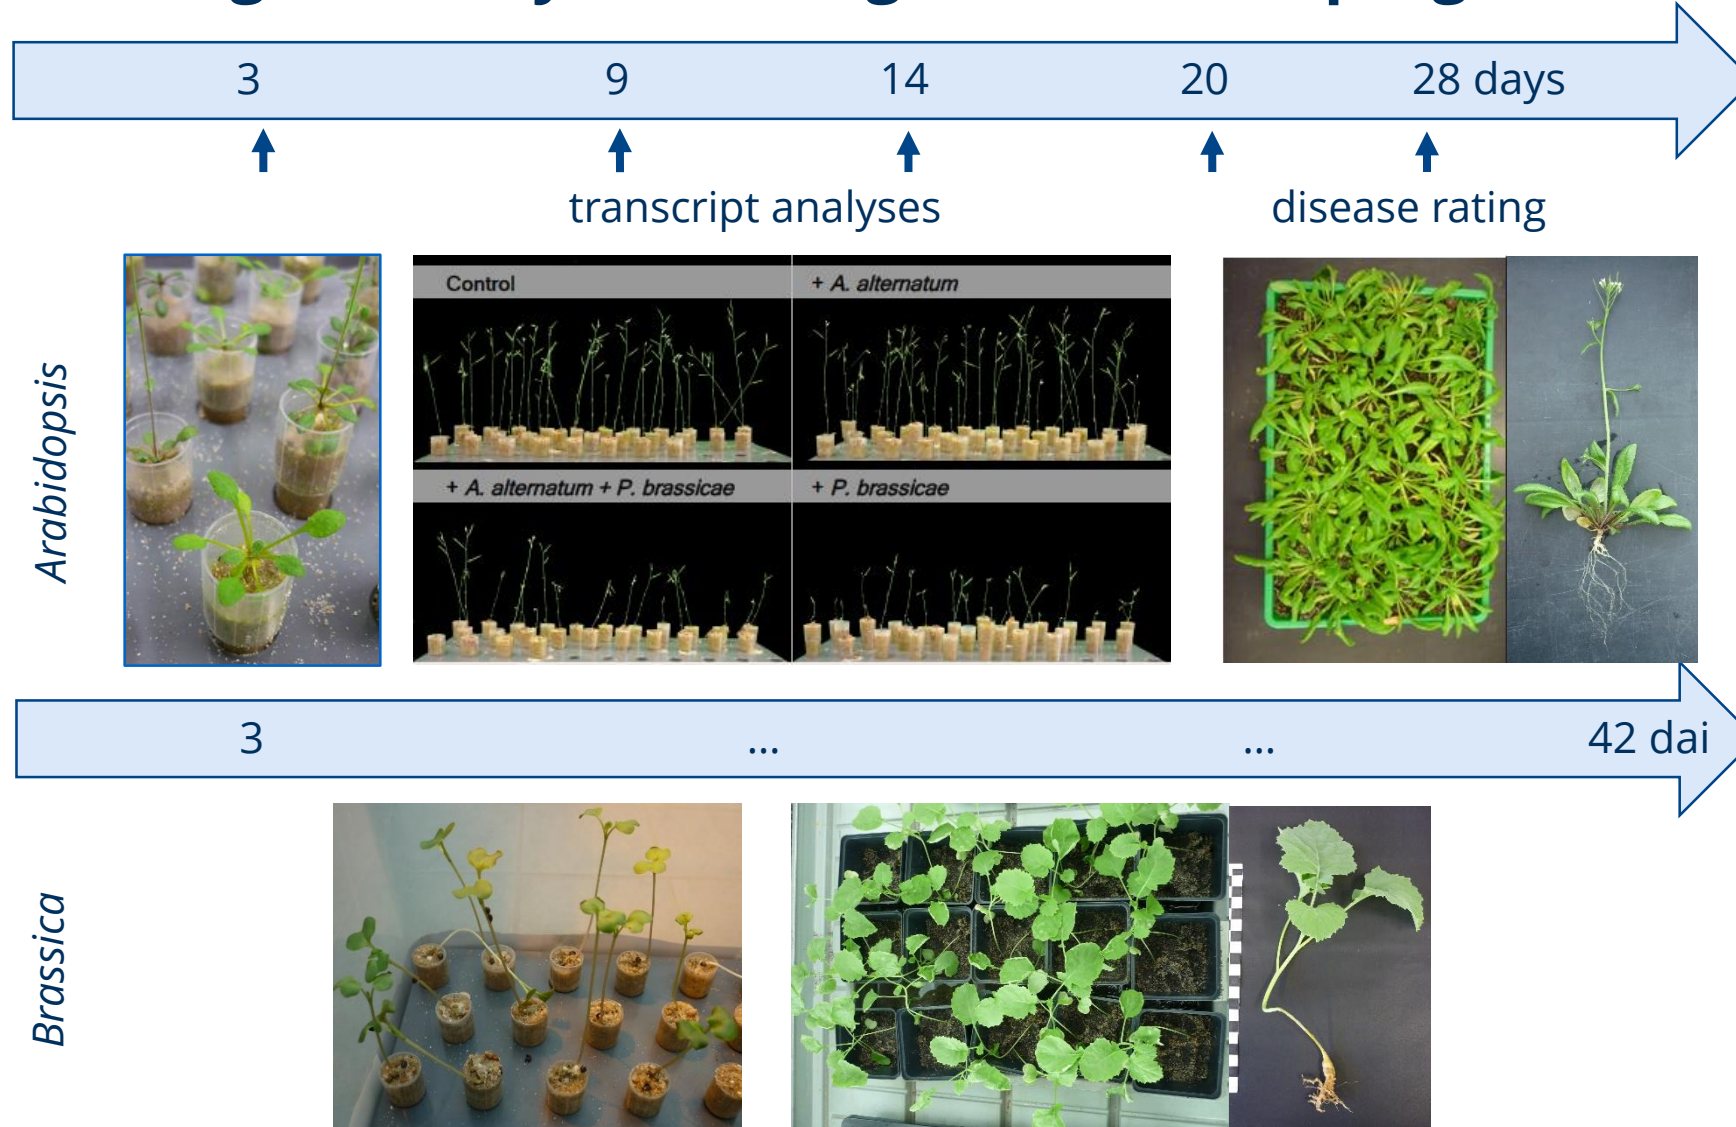 3 9 14 20 28 days
transcript analyses disease rating
Arabidopsis
Control + A. alternatum
+ A. alternatum + P. brassicae + P. brassicae
3 ... ... 42 dai
Brassica